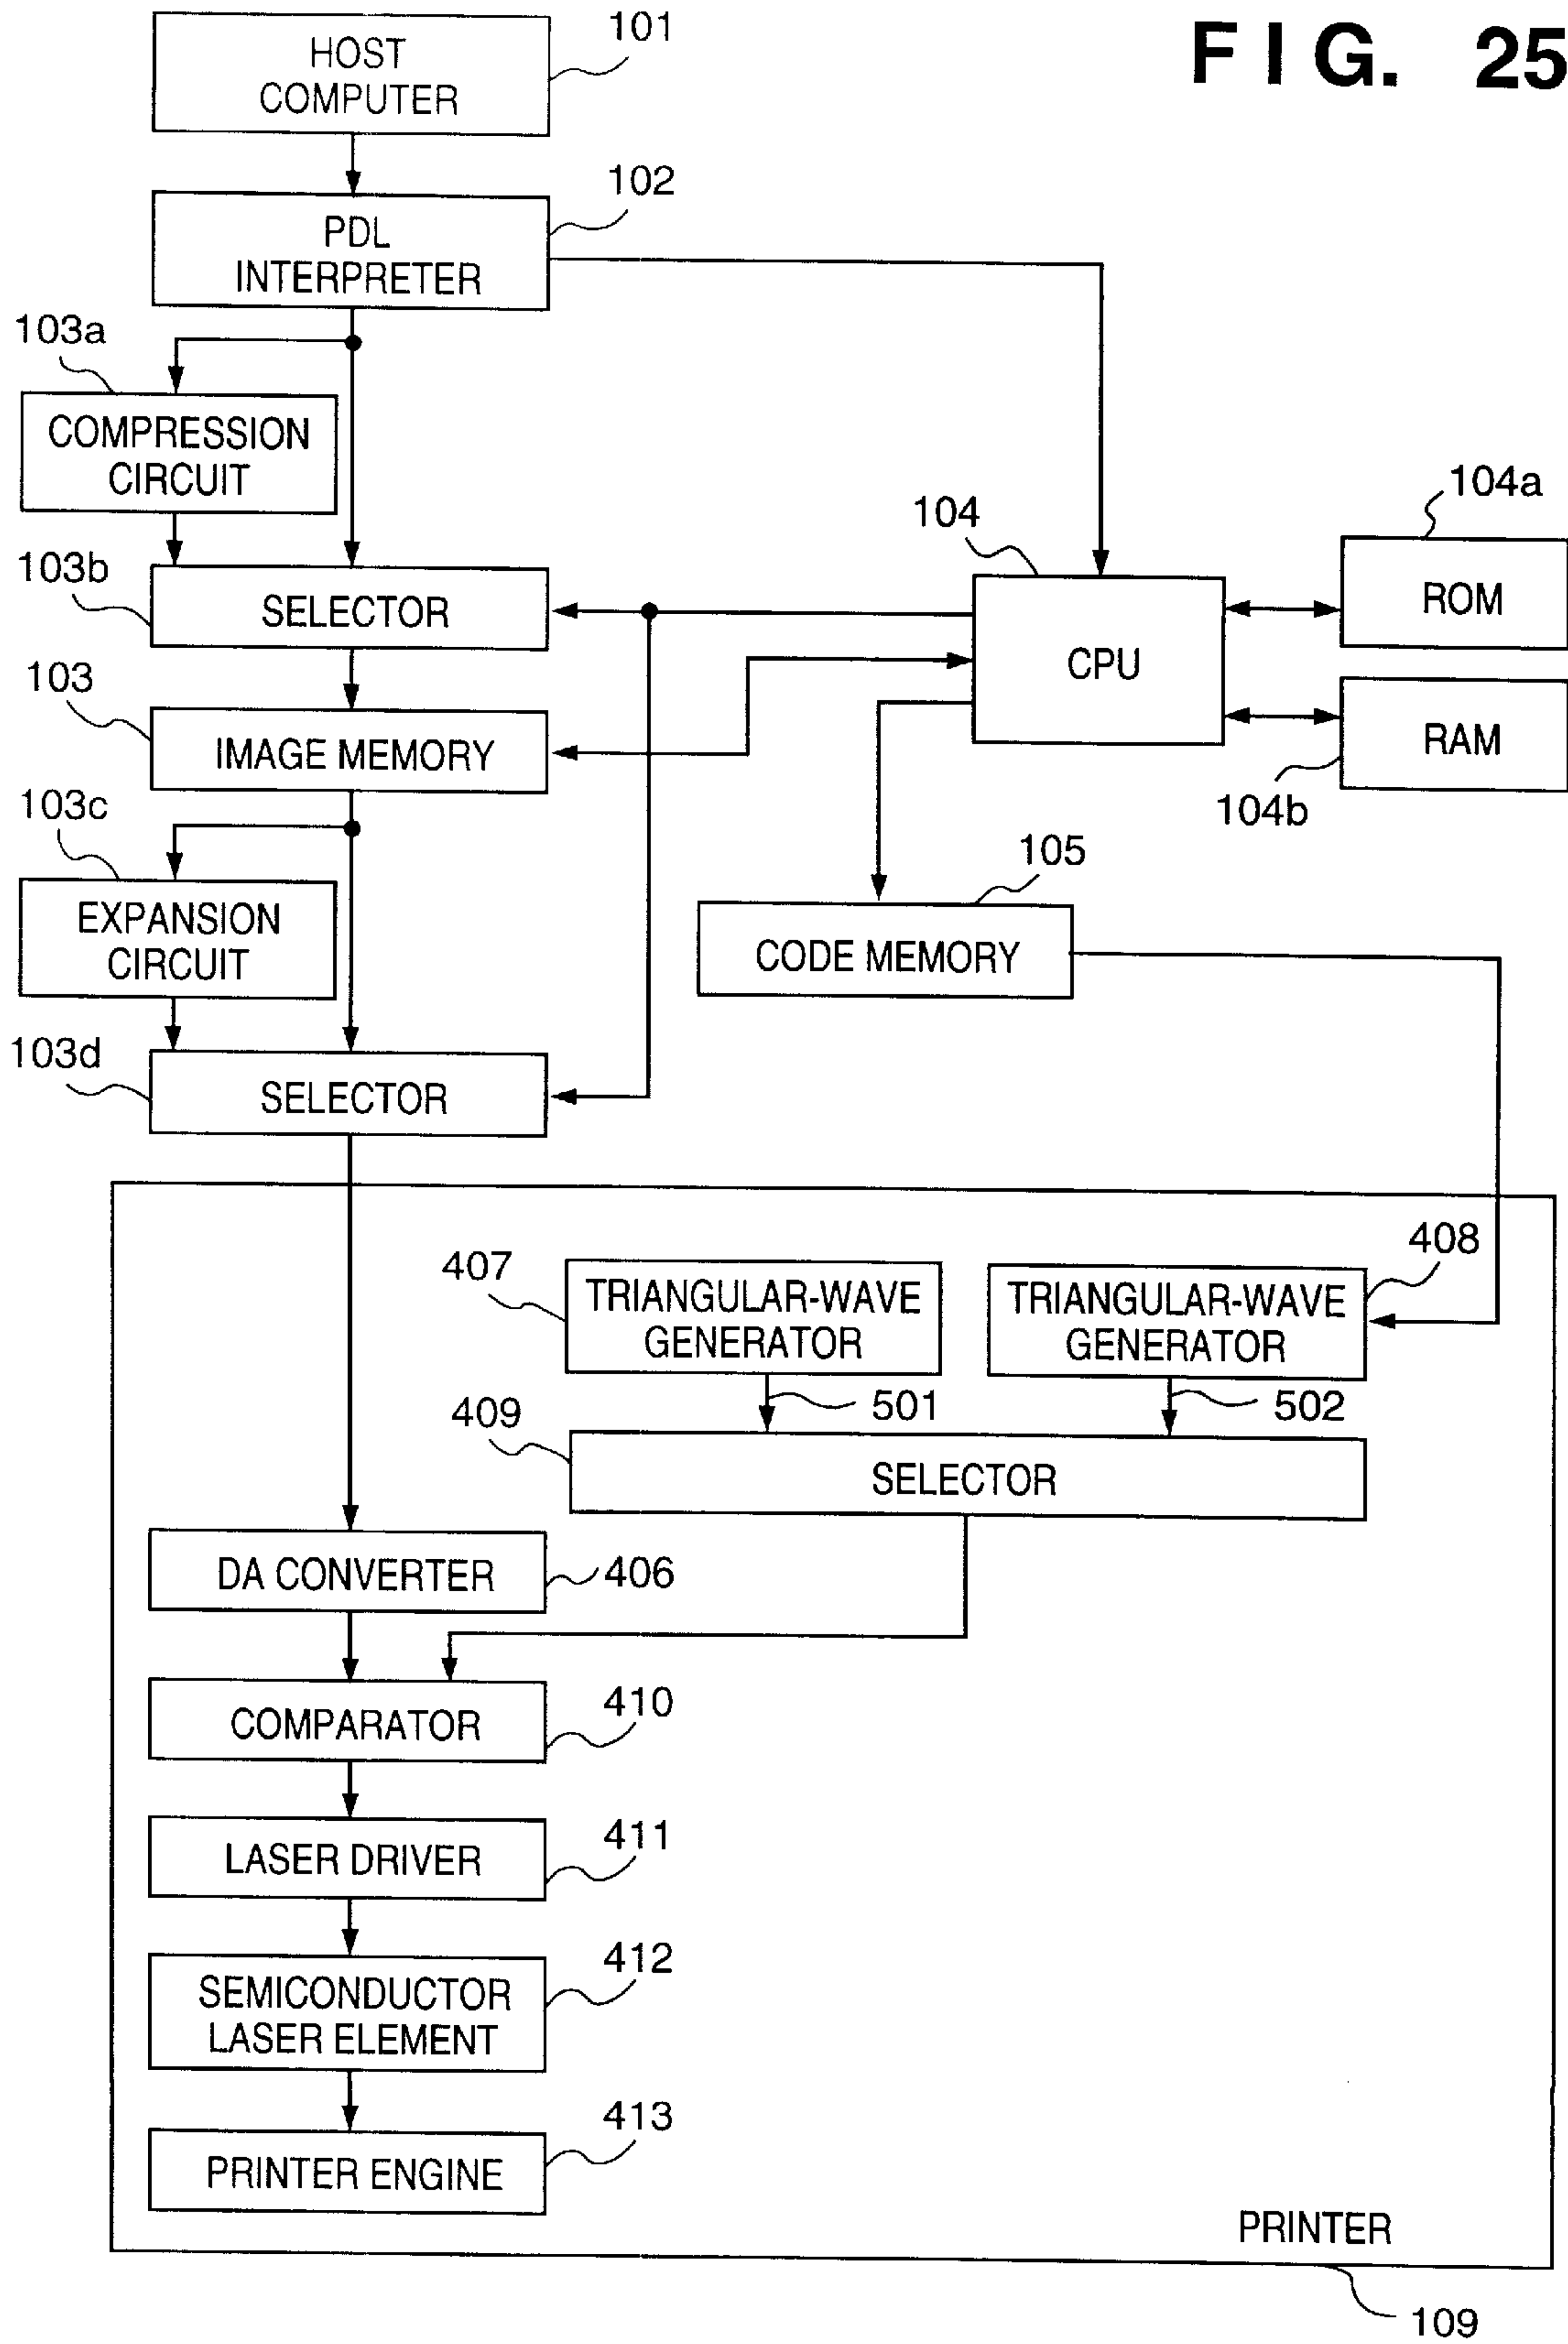 FIG. 25
101
HOST
COMPUTER
102
PDL
INTERPRETER
103a
COMPRESSION
CIRCUIT
104a
104
103b
SELECTOR
ROM
CPU
103
IMAGE MEMORY
RAM
104b
103c
105
EXPANSION
CIRCUIT
CODE MEMORY
103d
SELECTOR
408
407
TRIANGULAR-WAVE
GENERATOR
TRIANGULAR-WAVE
GENERATOR
501
502
409
SELECTOR
DA CONVERTER
406
410
COMPARATOR
411
LASER DRIVER
412
SEMICONDUCTOR
LASER ELEMENT
413
PRINTER ENGINE
PRINTER
109